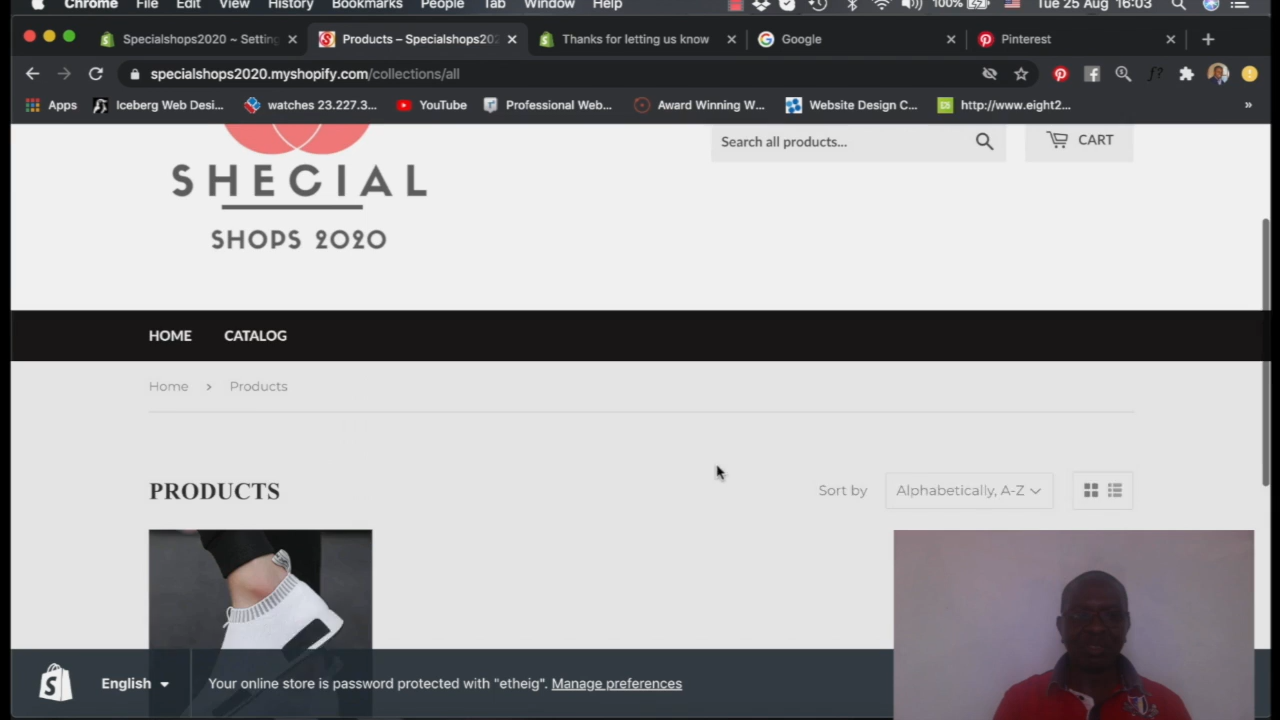 Chrome File Edit View History Bookmarks People Tab Window Help 100% Tue 25 Aug 16:03
Specialshops2020 ~ Settin Products – Specialshops202 Thanks for letting us know Google Pinterest
specialshops2020.myshopify.com/collections/all
Apps Iceberg Web Desi... watches 23.227.3... YouTube Professional Web... Award Winning W... Website Design C... http://www.eight2... »
Search all products... CART
SHECIAL
SHOPS 2020
HOME CATALOG
Home > Products
PRODUCTS Sort by Alphabetically, A-Z
English Your online store is password protected with "etheig". Manage preferences